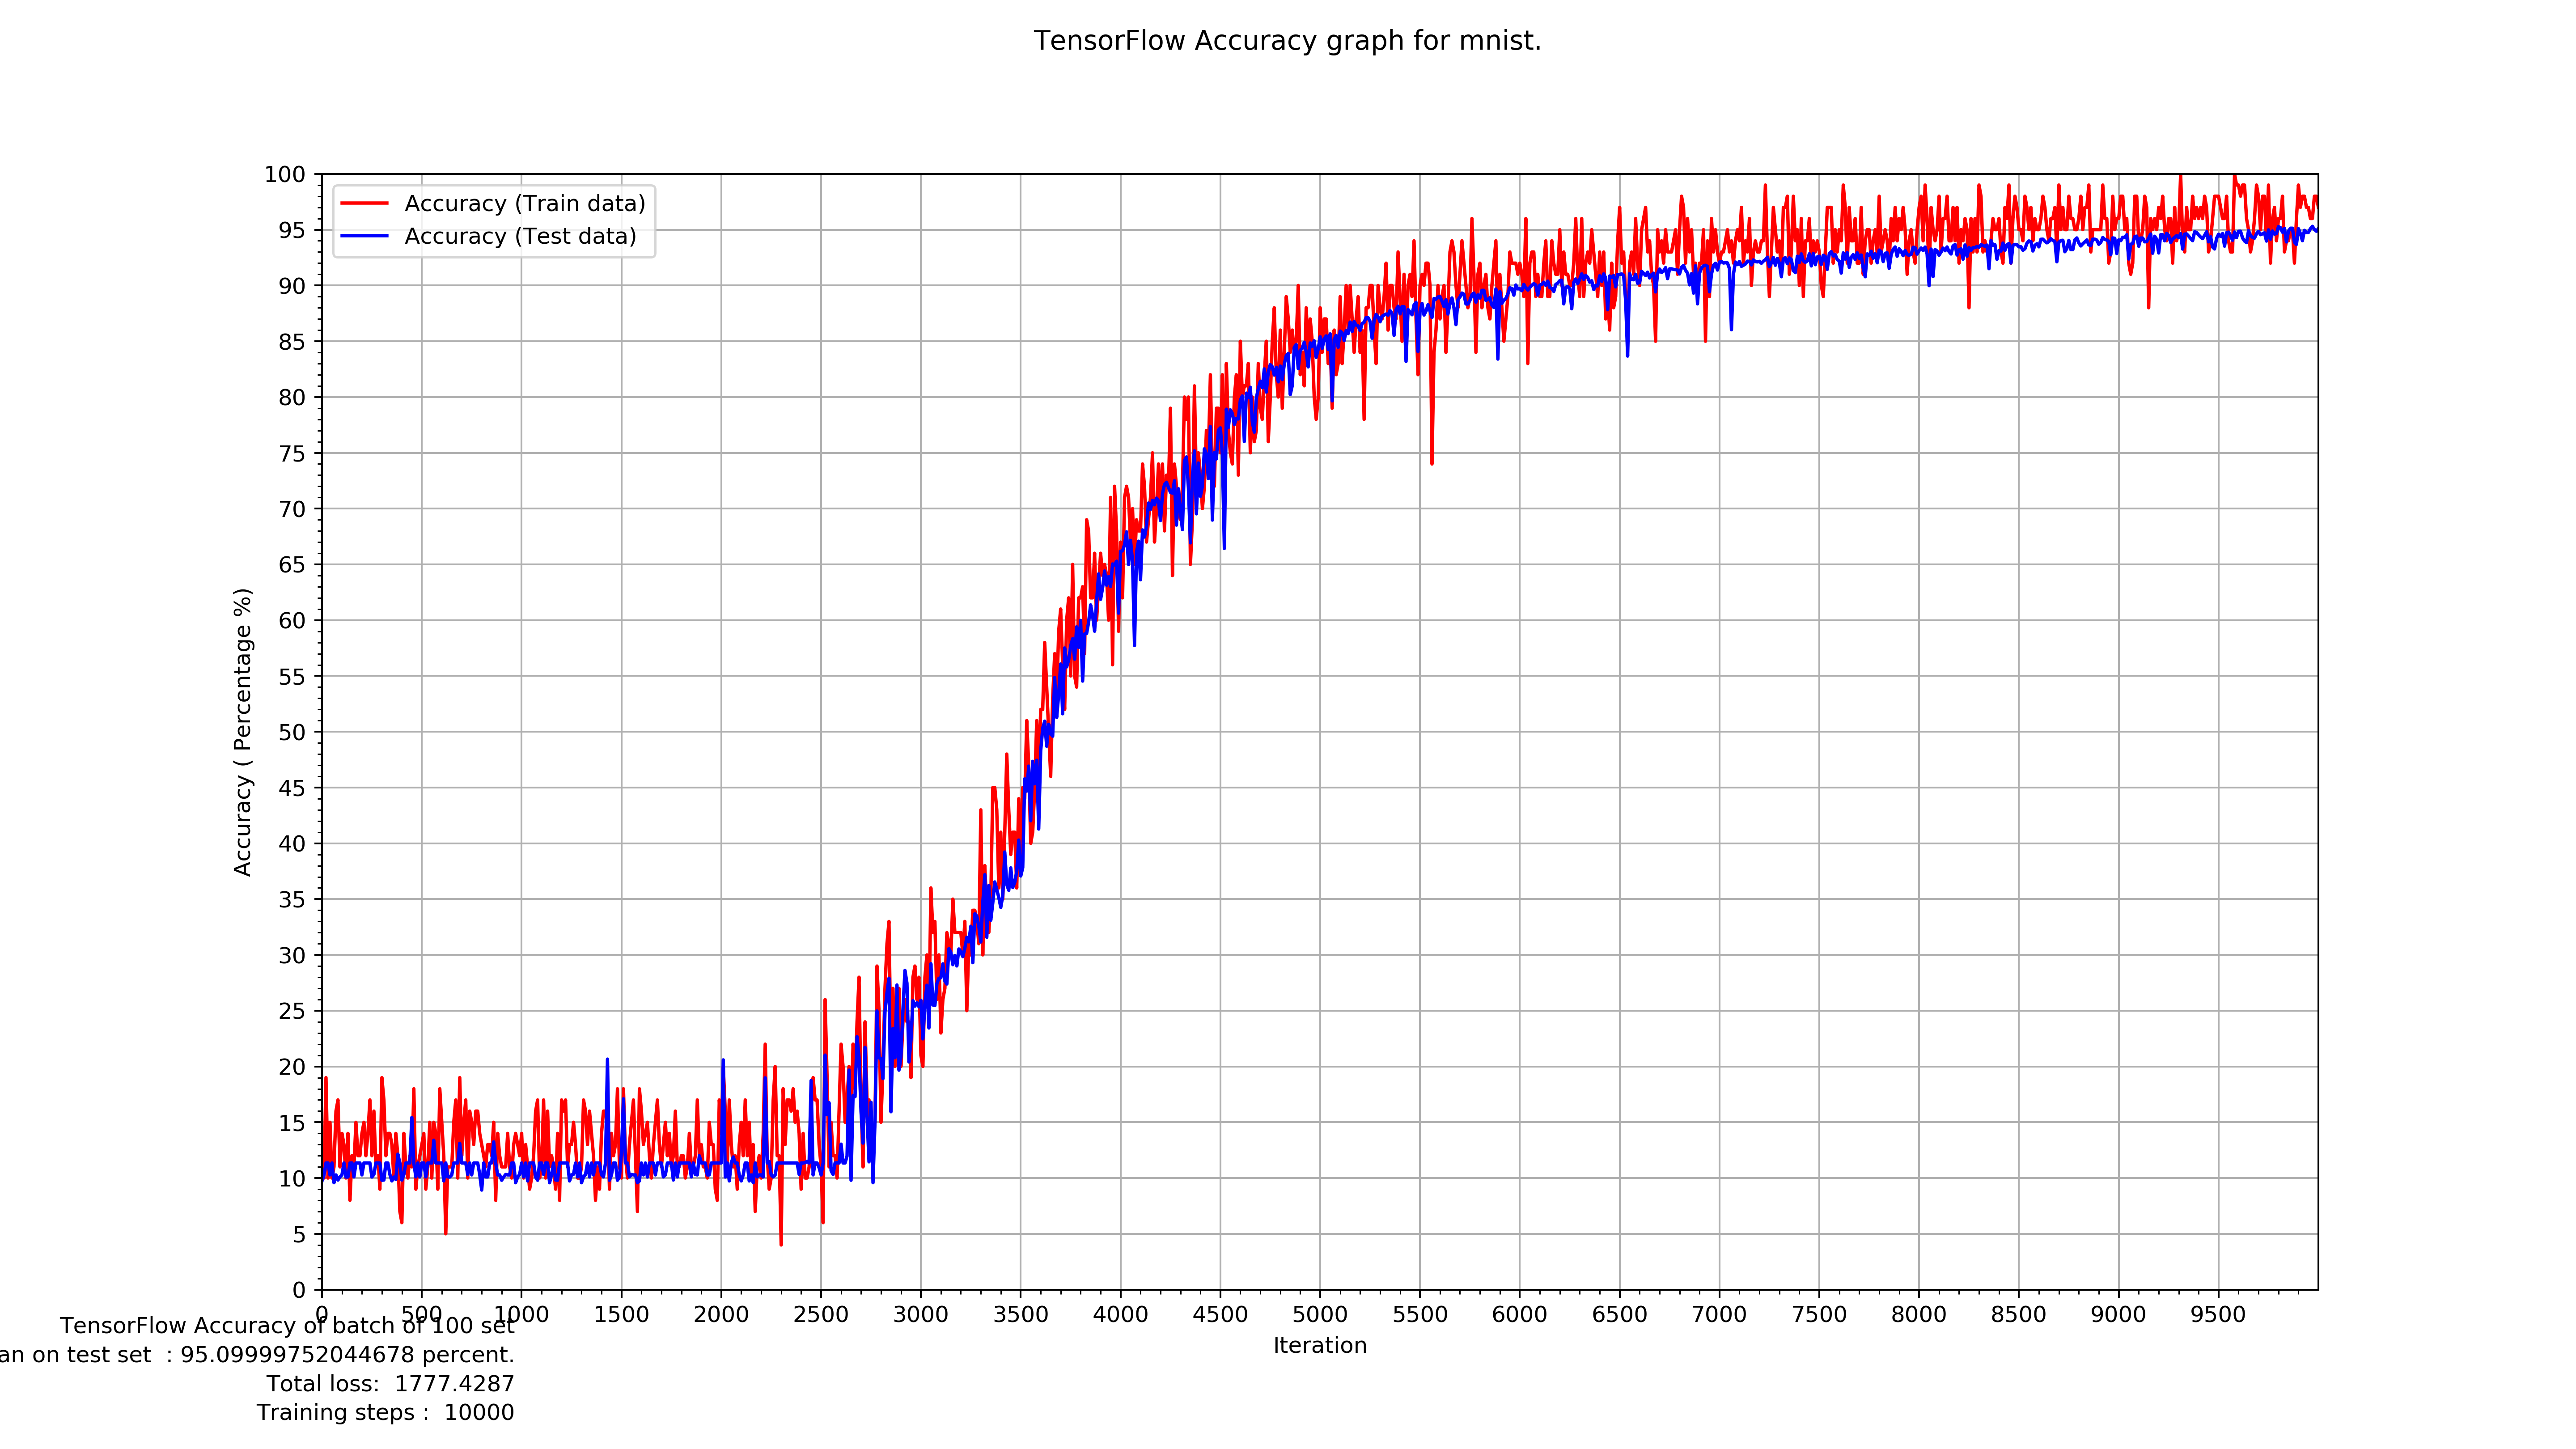 TensorFlow Accuracy graph for mnist.
Accuracy (Train data)
Accuracy (Test data)
100
95
90
85
80
75
70
65
60
55
50
45
40
35
30
25
20
15
10
5
0
Accuracy ( Percentage %)
0 500 1000 1500 2000 2500 3000 3500 4000 4500 5000 5500 6000 6500 7000 7500 8000 8500 9000 9500
Iteration
TensorFlow Accuracy of batch of 100 set
an on test set : 95.09999752044678 percent.
Total loss: 1777.4287
Training steps : 10000